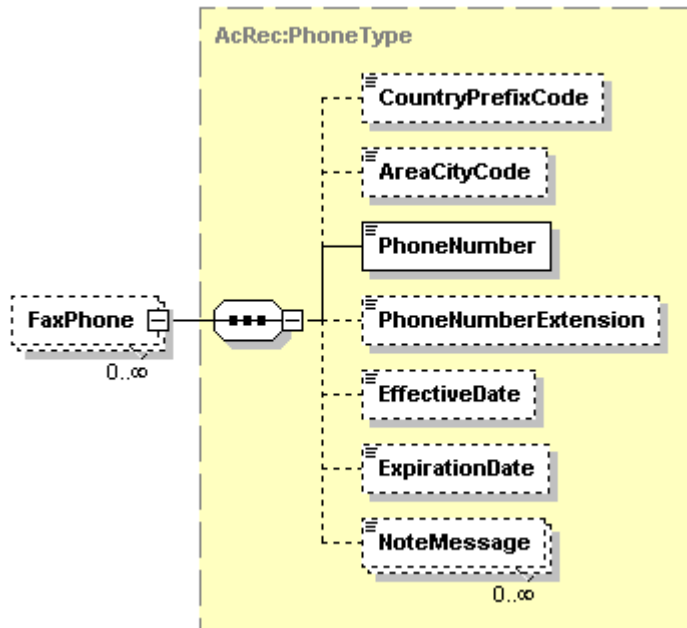 AcRec:PhoneType
CountryPrefixCode
AreaCityCode
PhoneNumber
FaxPhone
0..∞
PhoneNumberExtension
EffectiveDate
ExpirationDate
NoteMessage
0..∞